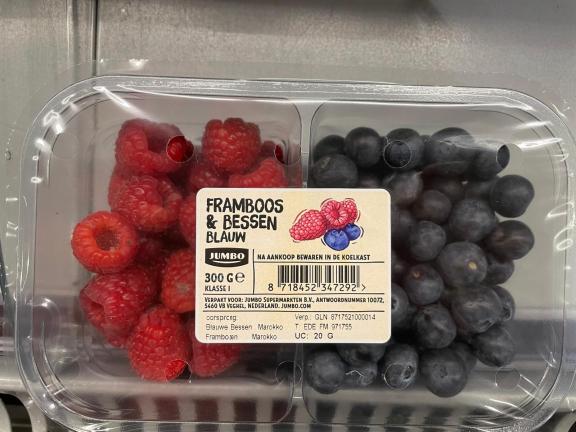 FRAMBOOS
& BESSEN
BLAUW
JUMBO
300 G e
KLASSE I
NA AANKOOP BEWAREN IN DE KOELKAST
8 718452 347292 >
VERPAKT VOOR: JUMBO SUPERMARKTEN B.V., ANTWOORDNUMMER 10072,
5460 VB VEGHEL, NEDERLAND. JUMBO.COM
oorsprong: Verp.: GLN 8717521000014
Blauwe Bessen Marokko T: EDE FM 971755
Frambozen Marokko UC: 20 G